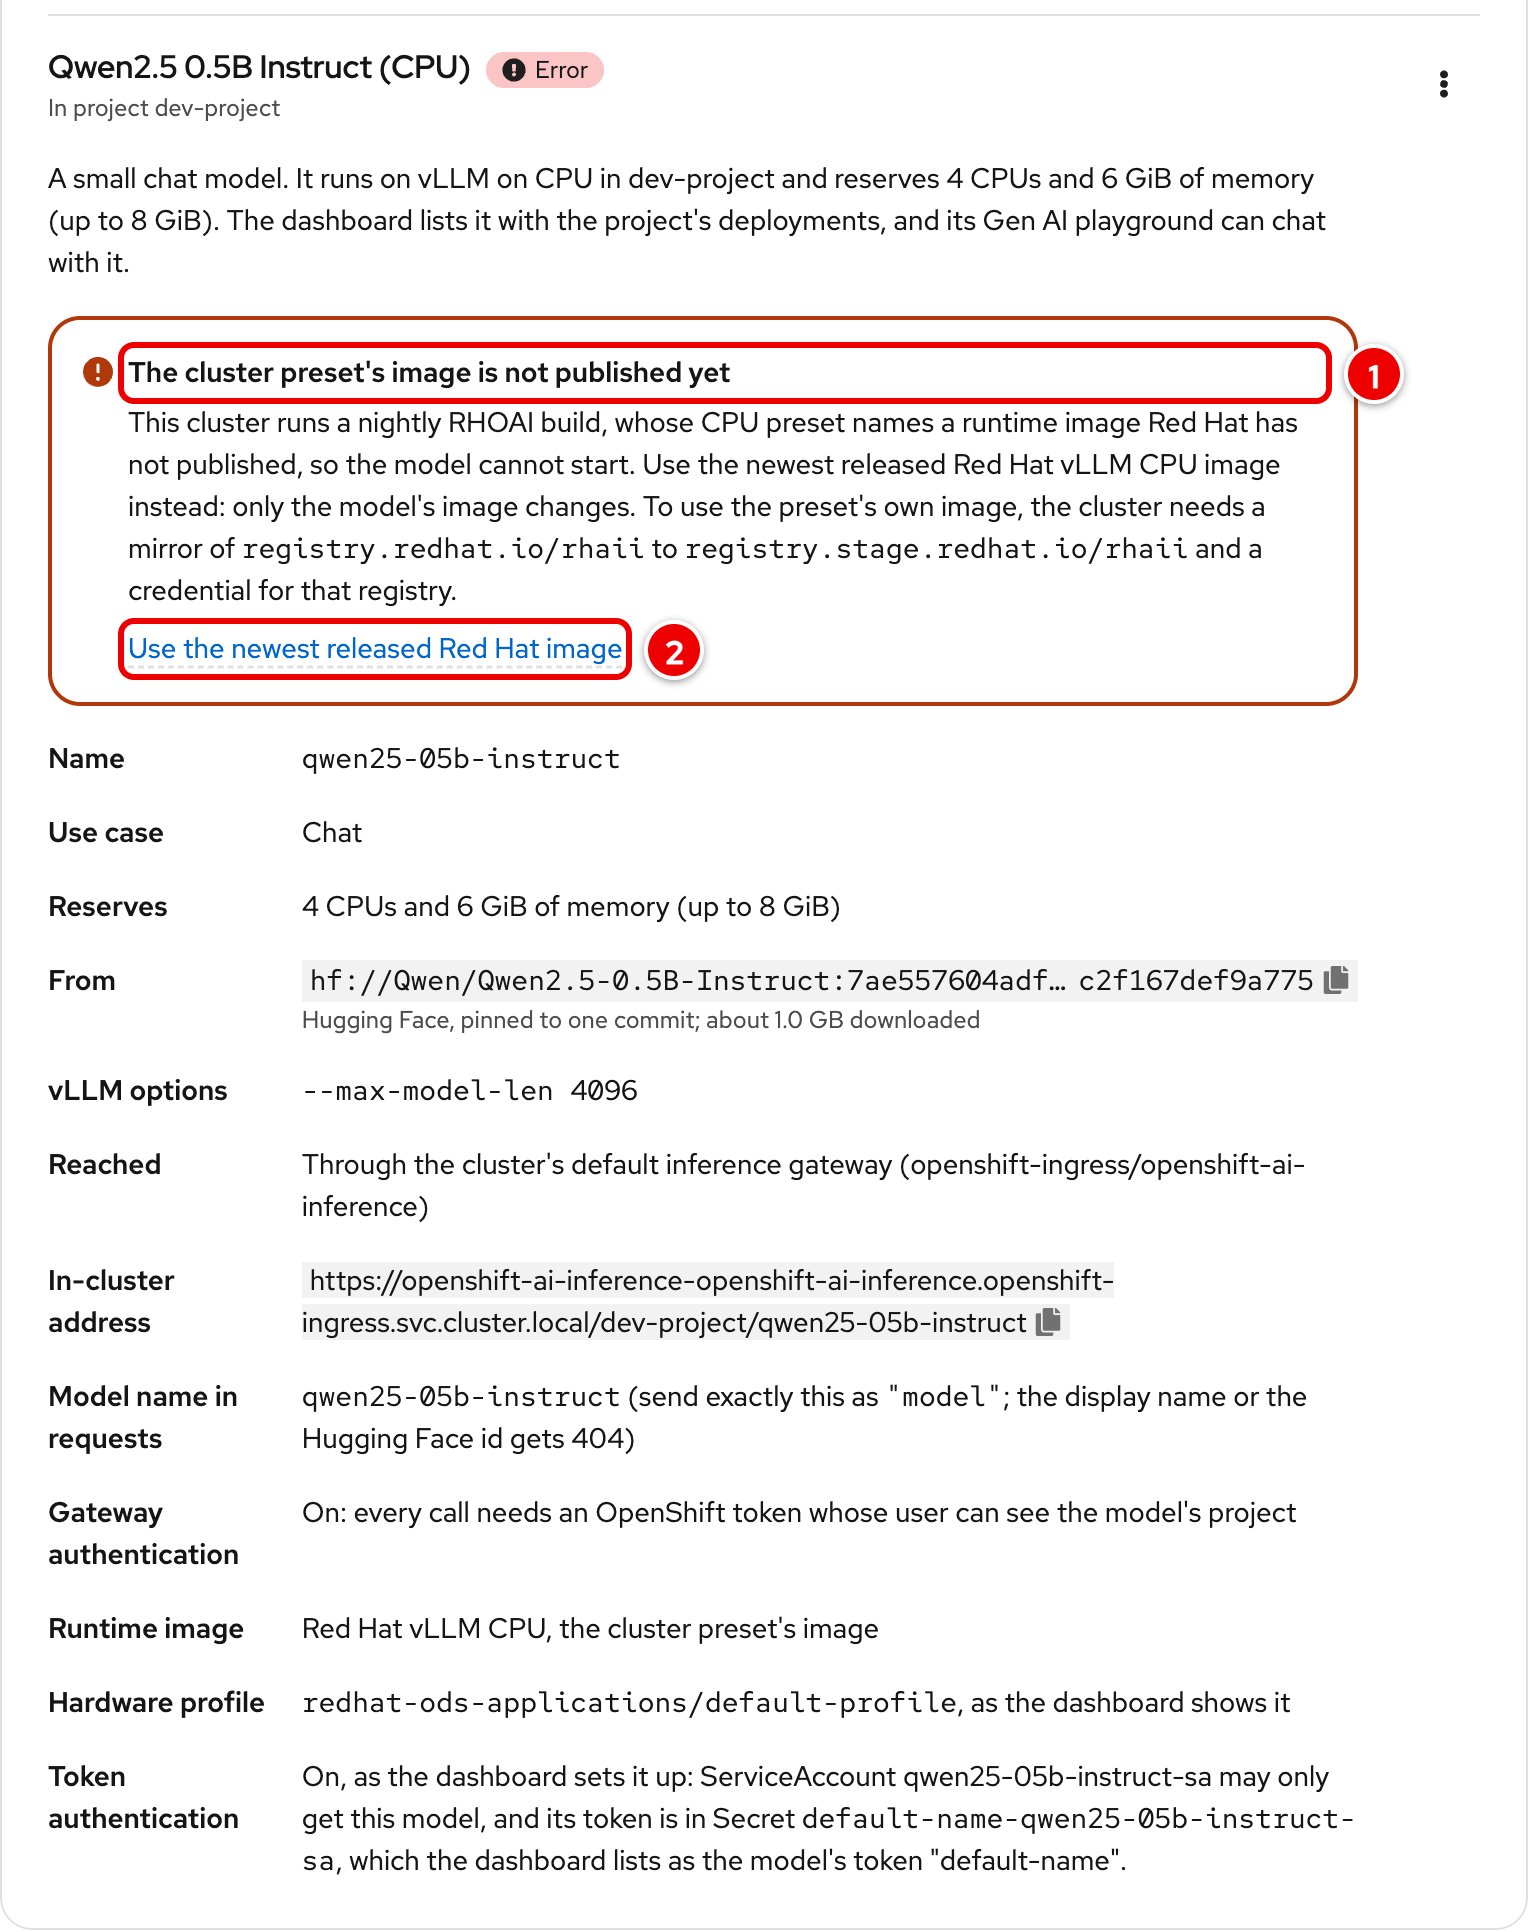 Qwen2.5 0.5B Instruct (CPU)
Error
In project dev-project
A small chat model. It runs on vLLM on CPU in dev-project and reserves 4 CPUs and 6 GiB of memory
(up to 8 GiB). The dashboard lists it with the project's deployments, and its Gen AI playground can chat
with it.
The cluster preset's image is not published yet
1
This cluster runs a nightly RHOAI build, whose CPU preset names a runtime image Red Hat has
not published, so the model cannot start. Use the newest released Red Hat vLLM CPU image
instead: only the model's image changes. To use the preset's own image, the cluster needs a
mirror of registry.redhat.io/rhaii to registry.stage.redhat.io/rhaii and a
credential for that registry.
Use the newest released Red Hat image
2
Name
qwen25-05b-instruct
Use case
Chat
Reserves
4 CPUs and 6 GiB of memory (up to 8 GiB)
From
hf://Qwen/Qwen2.5-0.5B-Instruct:7ae557604adf… c2f167def9a775
Hugging Face, pinned to one commit; about 1.0 GB downloaded
vLLM options
--max-model-len 4096
Reached
Through the cluster's default inference gateway (openshift-ingress/openshift-ai-
inference)
In-cluster
address
https://openshift-ai-inference-openshift-ai-inference.openshift-
ingress.svc.cluster.local/dev-project/qwen25-05b-instruct
Model name in
requests
qwen25-05b-instruct (send exactly this as "model"; the display name or the
Hugging Face id gets 404)
Gateway
authentication
On: every call needs an OpenShift token whose user can see the model's project
Runtime image
Red Hat vLLM CPU, the cluster preset's image
Hardware profile
redhat-ods-applications/default-profile, as the dashboard shows it
Token
authentication
On, as the dashboard sets it up: ServiceAccount qwen25-05b-instruct-sa may only
get this model, and its token is in Secret default-name-qwen25-05b-instruct-
sa, which the dashboard lists as the model's token "default-name".